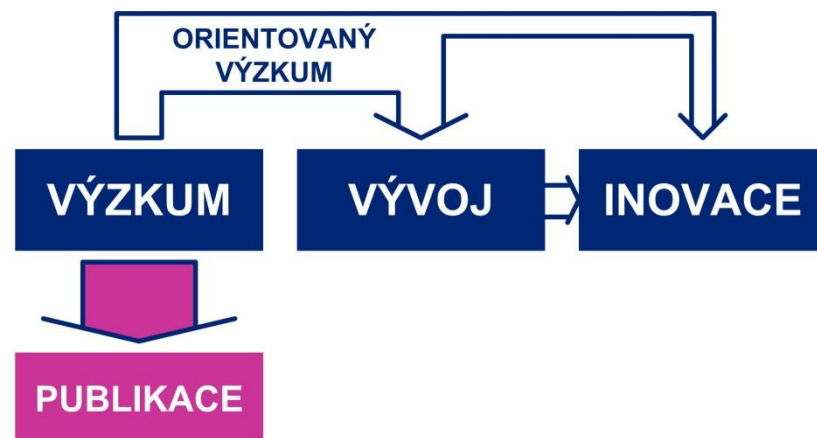 ORIENTOVANÝ
VÝZKUM
VÝZKUM
VÝVOJ
INOVACE
PUBLIKACE